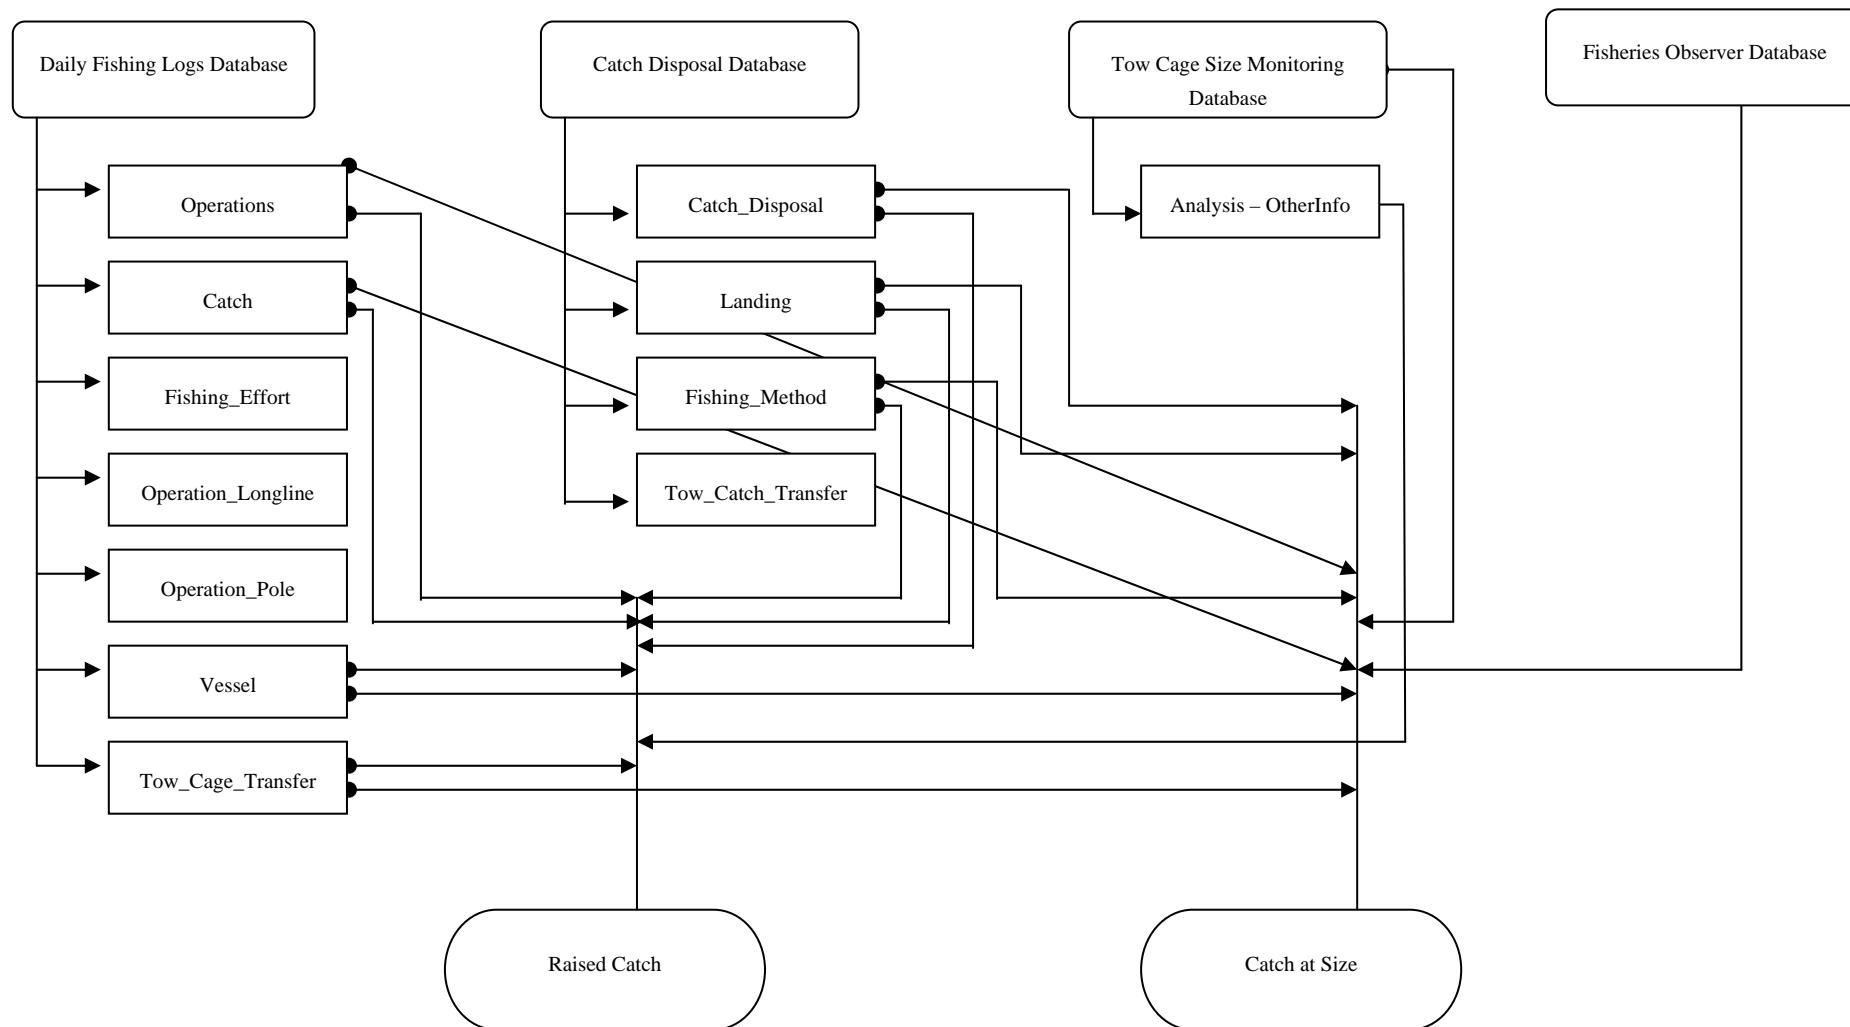 Daily Fishing Logs Database
Catch Disposal Database
Tow Cage Size Monitoring
Database
Fisheries Observer Database
Operations
Catch
Fishing_Effort
Operation_Longline
Operation_Pole
Vessel
Tow_Cage_Transfer
Catch_Disposal
Landing
Fishing_Method
Tow_Catch_Transfer
Analysis – OtherInfo
Raised Catch
Catch at Size